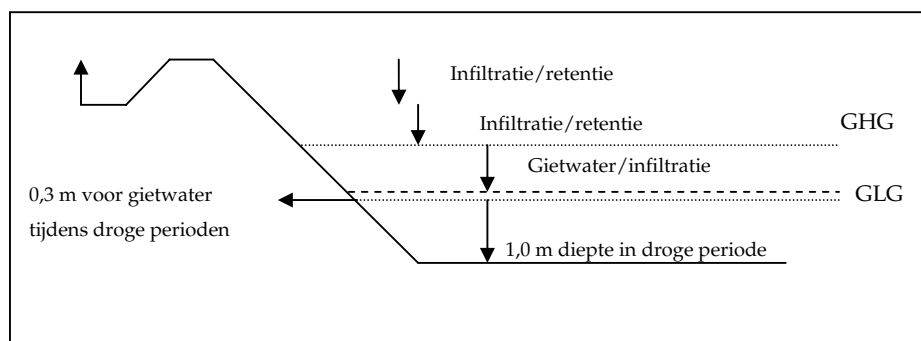 Infiltratie/retentie
Infiltratie/retentie
GHG
Gietwater/infiltratie
0,3 m voor gietwater
tijdens droge perioden
GLG
1,0 m diepte in droge periode